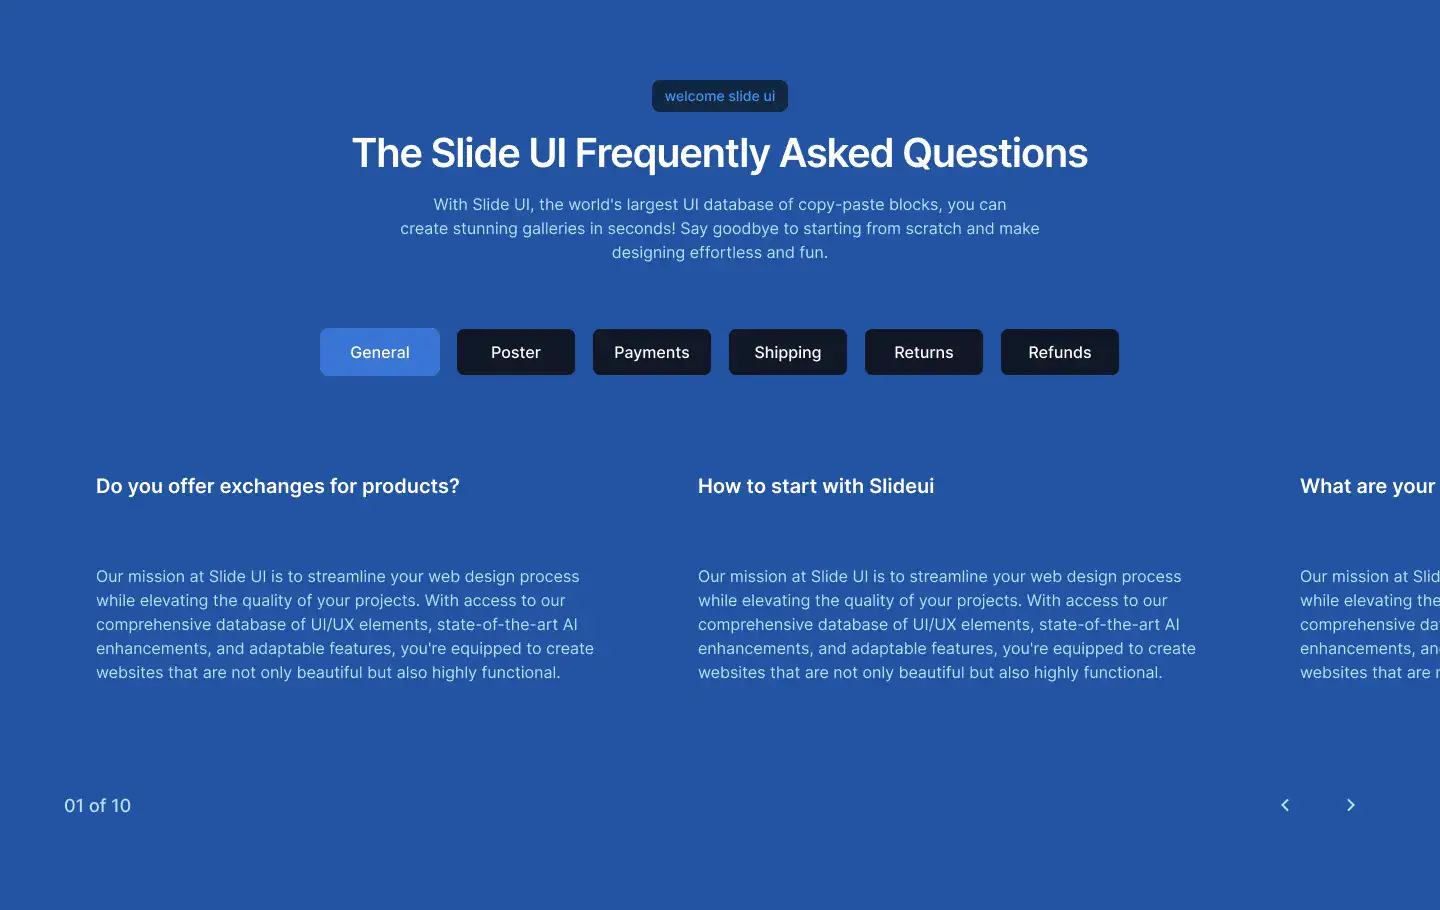 welcome slide ui
The Slide UI Frequently Asked Questions
With Slide UI, the world's largest UI database of copy-paste blocks, you can
create stunning galleries in seconds! Say goodbye to starting from scratch and make
designing effortless and fun.
General
Poster
Payments
Shipping
Returns
Refunds
Do you offer exchanges for products?
Our mission at Slide UI is to streamline your web design process
while elevating the quality of your projects. With access to our
comprehensive database of UI/UX elements, state-of-the-art AI
enhancements, and adaptable features, you're equipped to create
websites that are not only beautiful but also highly functional.
How to start with Slideui
Our mission at Slide UI is to streamline your web design process
while elevating the quality of your projects. With access to our
comprehensive database of UI/UX elements, state-of-the-art AI
enhancements, and adaptable features, you're equipped to create
websites that are not only beautiful but also highly functional.
What are your
Our mission at
while elevating the
comprehensive
enhancements,
websites that are
01 of 10